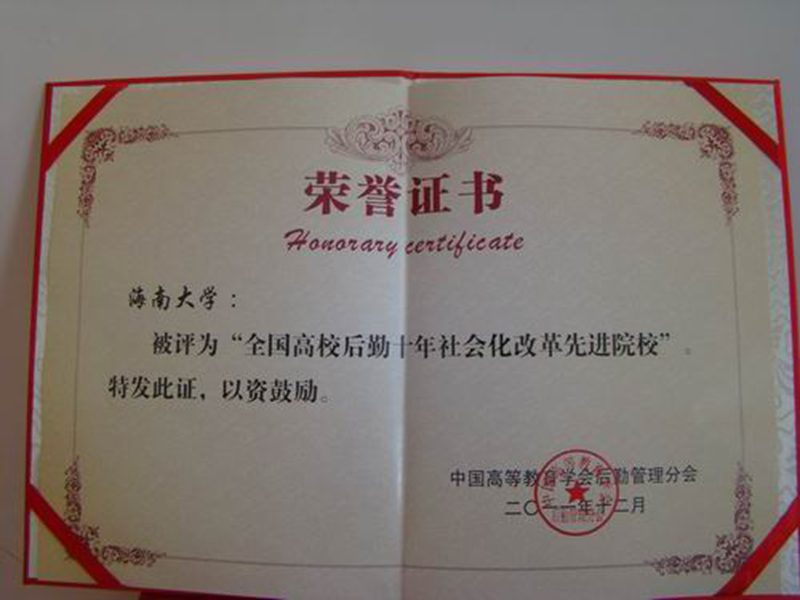 荣誉证书
Honorary certificate
海南大学：
被评为“全国高校后勤十年社会化改革先进院校”。
特发此证，以资鼓励。
中国高等教育学会后勤管理分会
二〇一一年十二月